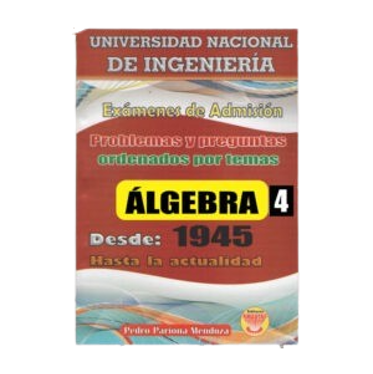 UNIVERSIDAD NACIONAL
DE INGENIERÍA
Exámenes de Admisión
Problemas y preguntas
ordenados por temas
ÁLGEBRA 4
Desde: 1945
Hasta la actualidad
Pedro Pariona Mendoza